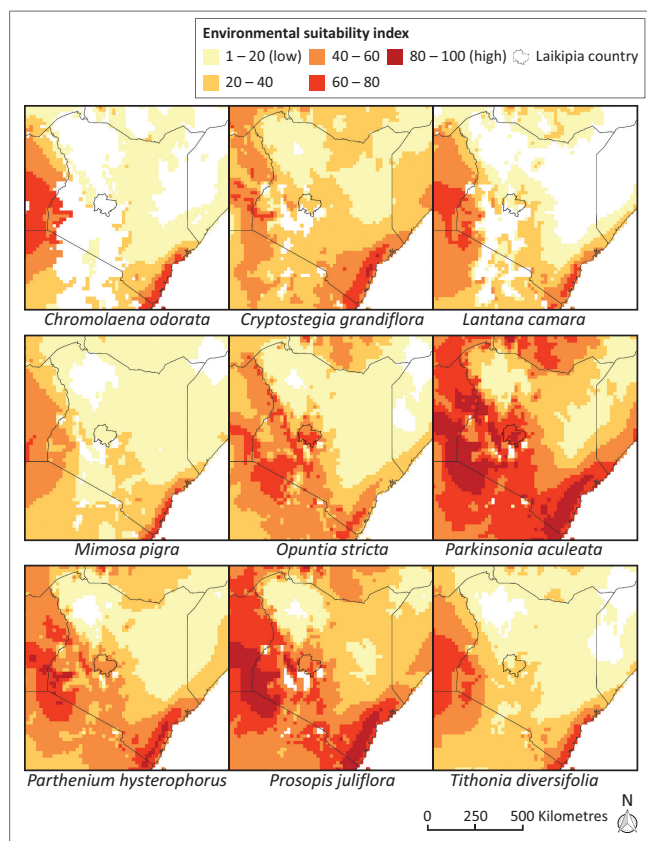 Environmental suitability index
1 – 20 (low) 40 – 60 80 – 100 (high) Laikipia country
20 – 40 60 – 80
Chromolaena odorata Cryptostegia grandiflora Lantana camara
Mimosa pigra Opuntia stricta Parkinsonia aculeata
Parthenium hysterophorus Prosopis juliflora Tithonia diversifolia
N
0 250 500 Kilometres